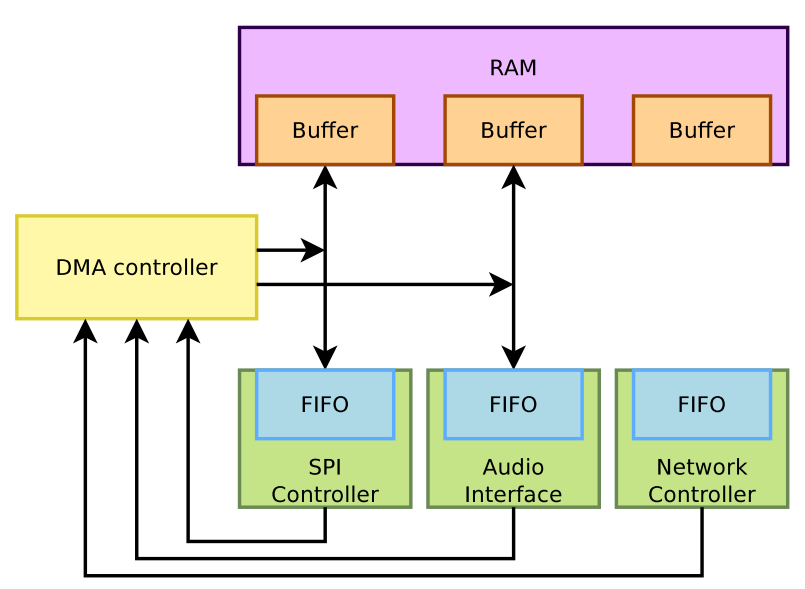 RAM
Buffer
Buffer
Buffer
DMA controller
FIFO
FIFO
FIFO
SPI
Controller
Audio
Interface
Network
Controller